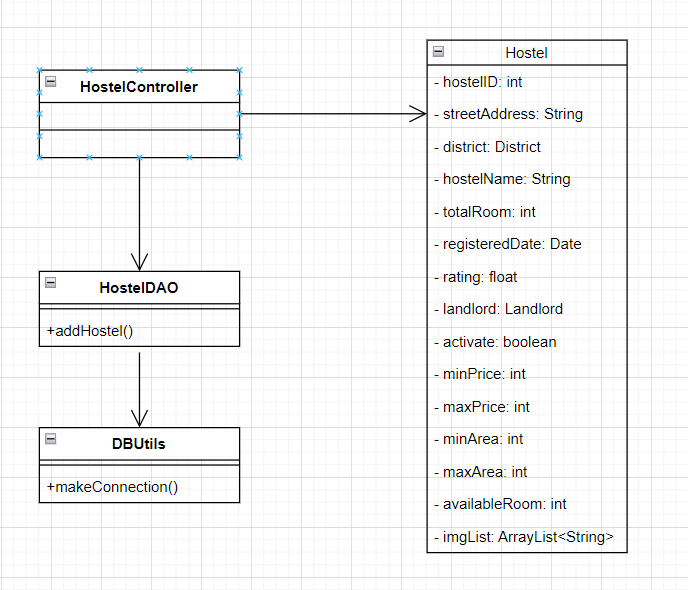 HostelController
HostelDAO
+addHostel()
DBUtils
+makeConnection()
Hostel
- hostelID: int
- streetAddress: String
- district: District
- hostelName: String
- totalRoom: int
- registeredDate: Date
- rating: float
- landlord: Landlord
- activate: boolean
- minPrice: int
- maxPrice: int
- minArea: int
- maxArea: int
- availableRoom: int
- imgList: ArrayList<String>